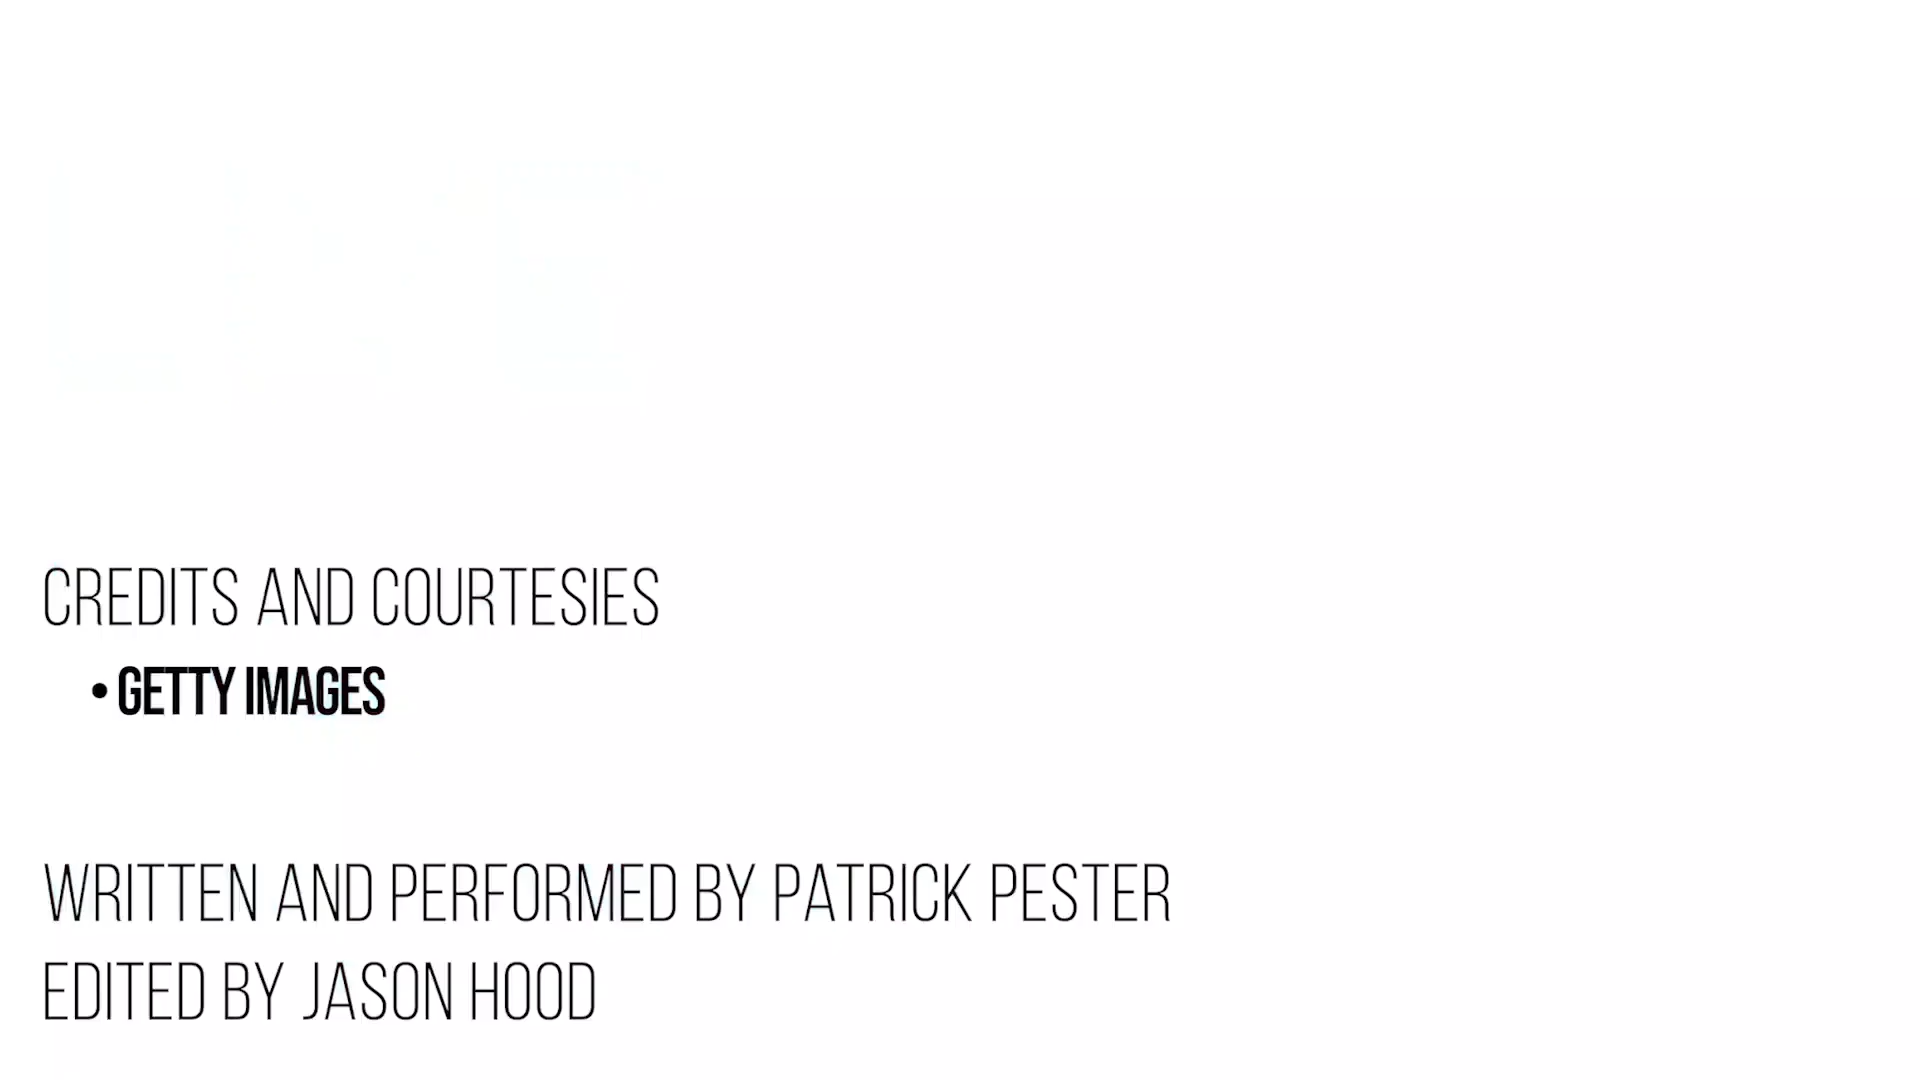 CREDITS AND COURTESIES
• GETTY IMAGES
WRITTEN AND PERFORMED BY PATRICK PESTER
EDITED BY JASON HOOD